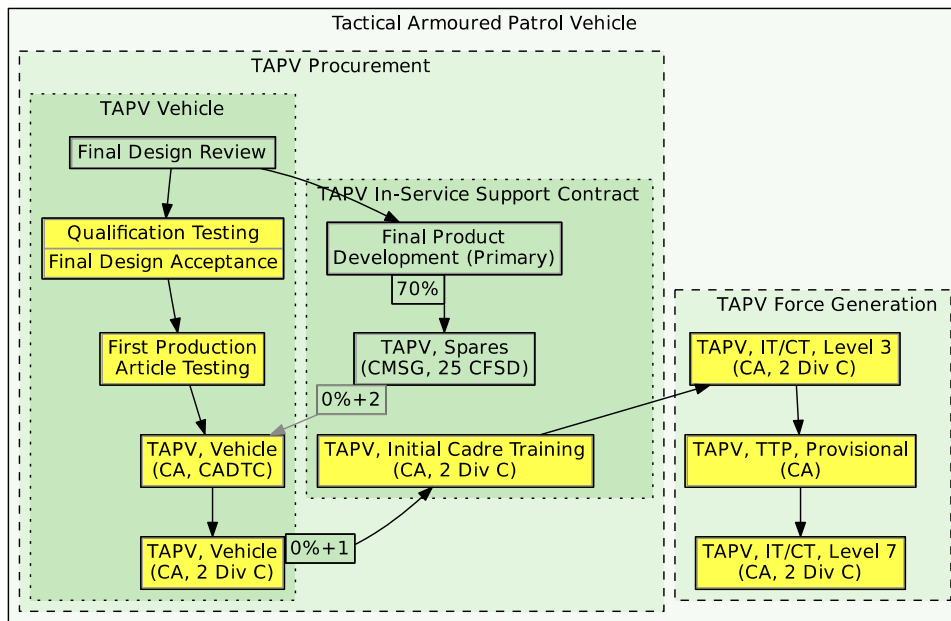 Tactical Armoured Patrol Vehicle
TAPV Procurement
TAPV Vehicle
Final Design Review
TAPV In-Service Support Contract
Qualification Testing
Final Design Acceptance
Final Product
Development (Primary)
70%
TAPV Force Generation
First Production
Article Testing
TAPV, Spares
(CMSG, 25 CFSD)
TAPV, IT/CT, Level 3
(CA, 2 Div C)
0%+2
TAPV, Vehicle
(CA, CADTC)
TAPV, Initial Cadre Training
(CA, 2 Div C)
TAPV, TTP, Provisional
(CA)
TAPV, Vehicle
(CA, 2 Div C)
0%+1
TAPV, IT/CT, Level 7
(CA, 2 Div C)